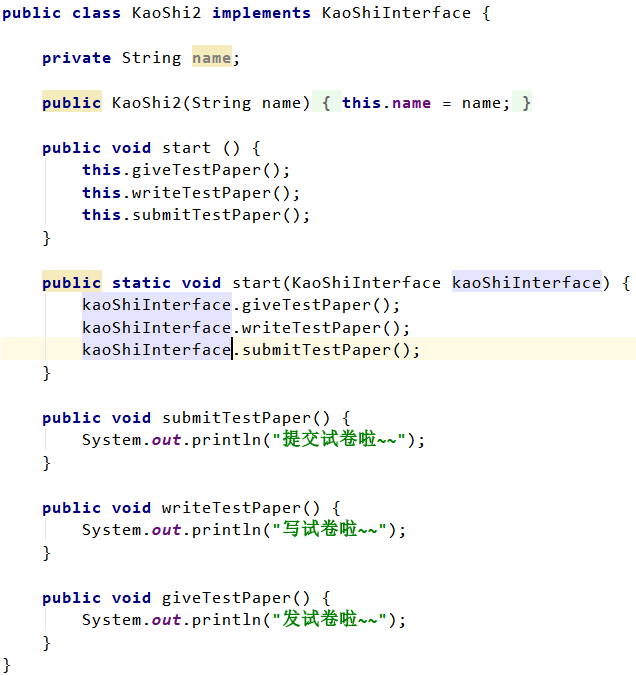 public class KaoShi2 implements KaoShiInterface {
private String name;
public KaoShi2(String name) { this.name = name; }
public void start () {
this.giveTestPaper();
this.writeTestPaper();
this.submitTestPaper();
}
public static void start(KaoShiInterface kaoShiInterface) {
kaoShiInterface.giveTestPaper();
kaoShiInterface.writeTestPaper();
kaoShiInterface.submitTestPaper();
}
public void submitTestPaper() {
System.out.println("提交试卷啦~~");
}
public void writeTestPaper() {
System.out.println("写试卷啦~~");
}
public void giveTestPaper() {
System.out.println("发试卷啦~~");
}
}